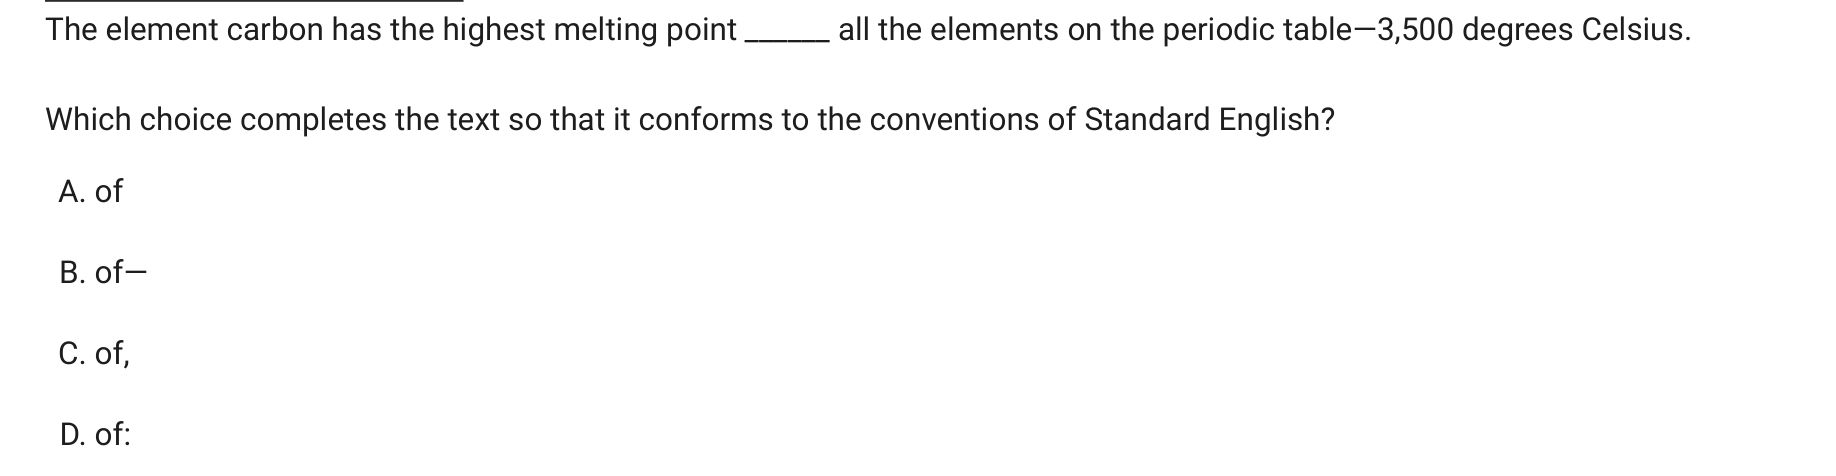 The element carbon has the highest melting point ______ all the elements on the periodic table—3,500 degrees Celsius.
Which choice completes the text so that it conforms to the conventions of Standard English?
A. of
B. of—
C. of,
D. of: